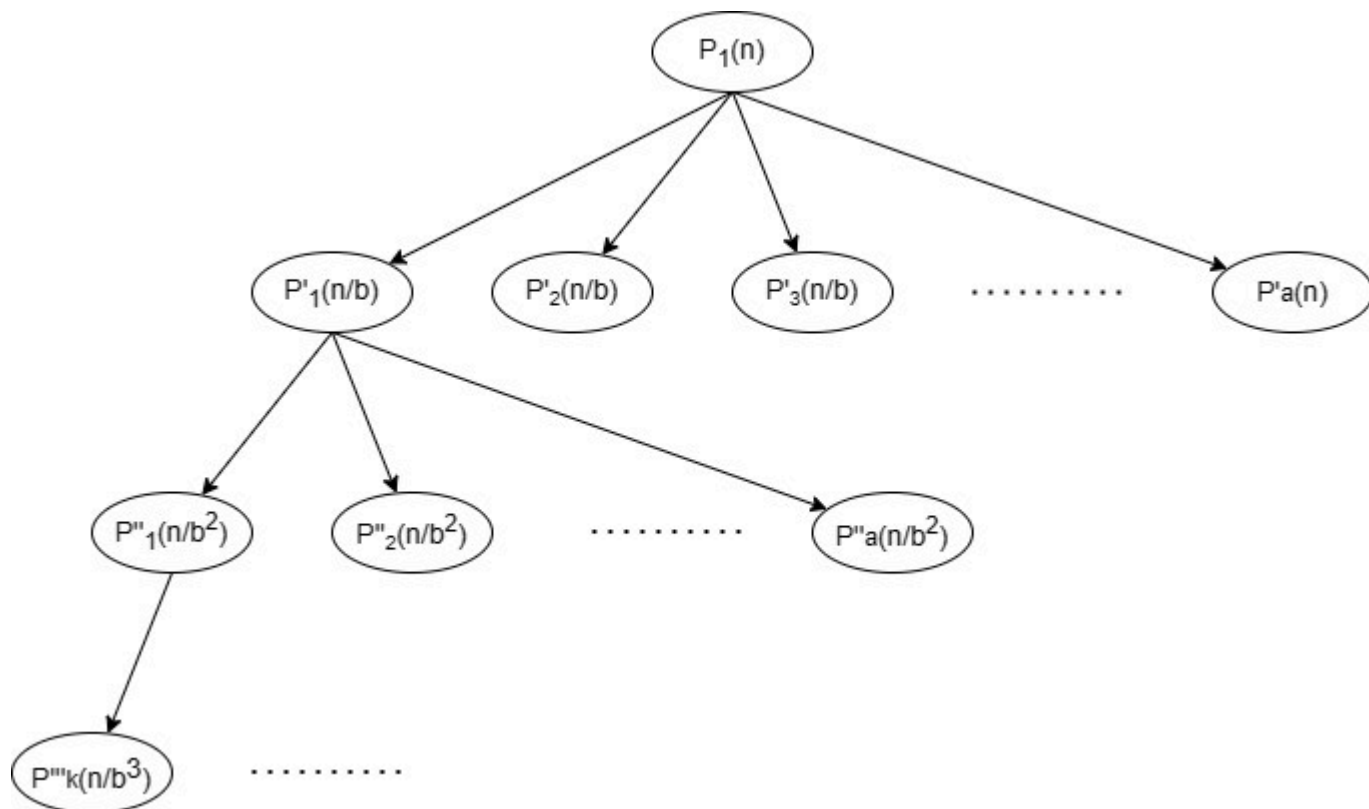 P₁(n)
P'₁(n/b) P'₂(n/b) P'₃(n/b) .......... P'a(n)
P''₁(n/b²) P''₂(n/b²) .......... P''a(n/b²)
P'''k(n/b³) ..........